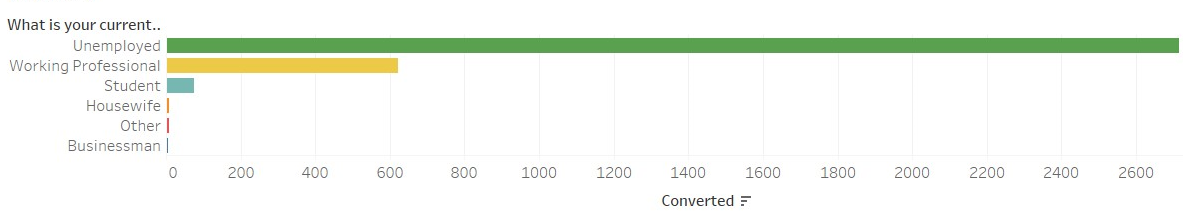 What is your current..
Unemployed
Working Professional
Student
Housewife
Other
Businessman
0 200 400 600 800 1000 1200 1400 1600 1800 2000 2200 2400 2600
Converted